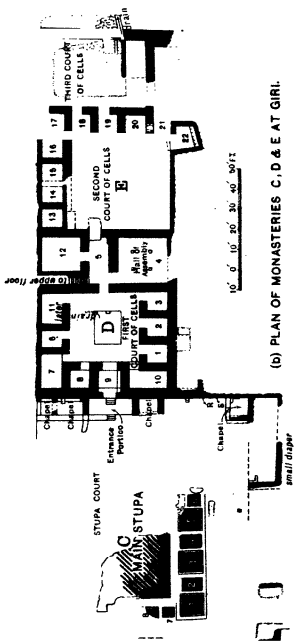 drain
THIRD COURT
OF CELLS
17
18
19
20
21
22
16
15
14
13
SECOND
COURT OF CELLS
E
12
5
Hall of
Assembly
4
to upper floor
11
later
drain
6
7
8
9
10
D
FIRST
COURT OF CELLS
1
2
3
Chapel
Chapel
Entrance
Portico
Chapel
Chapel
R
STUPA COURT
C
MAIN STUPA
small diaper
10 0 10 20 30 40 50 FT
(b) PLAN OF MONASTERIES C, D & E AT GIRI.